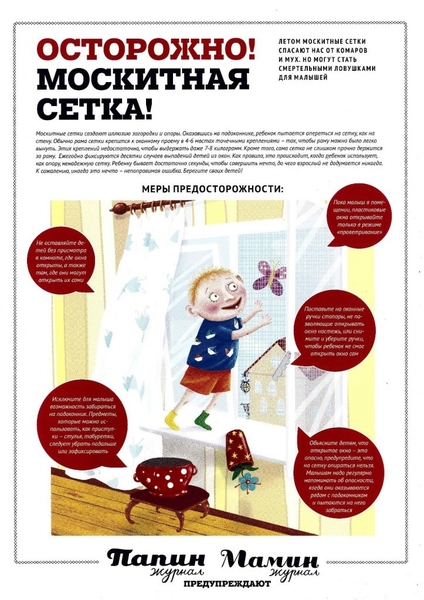 ОСТОРОЖНО!
МОСКИТНАЯ
СЕТКА!
ЛЕТОМ МОСКИТНЫЕ СЕТКИ
СПАСАЮТ НАС ОТ КОМАРОВ
И МУХ. НО МОГУТ СТАТЬ
СМЕРТЕЛЬНЫМИ ЛОВУШКАМИ
ДЛЯ МАЛЫШЕЙ
Москитные сетки создают иллюзию загородки и опоры. Оказавшись на подоконнике, ребенок пытается опереться на сетку, как на
стену. Обычно рама сетки крепится к оконному проему в 4-6 местах точечными креплениями – так, чтобы раму можно было легко
вынуть. Этих креплений недостаточно, чтобы выдержать даже 7-8 килограмм. Кроме того, сама сетка не слишком прочно держится
за раму. Ежегодно фиксируются десятки случаев выпадений детей из окон. Как правило, это происходит, когда ребенок использует,
как опору, ненадежную сетку. Ребенку бывает достаточно секунды, чтобы совершить нечто, до чего взрослый не додумается никогда.
К сожалению, иногда это нечто – непоправимая ошибка. Берегите своих детей!
МЕРЫ ПРЕДОСТОРОЖНОСТИ:
Не оставляйте де-
тей без присмотра
в комнате, где окна
открыты, а также
там, где они могут
открыть их сами
Пока малыш в поме-
щении, пластиковые
окна открывайте
только в режиме
«проветривание»
Поставьте на оконные
ручки стопоры, не по-
зволяющие открывать
окно настежь, или сни-
мите и уберите ручки,
чтобы ребенок не смог
открыть окно сам
Исключите для малыша
возможность забираться
на подоконник. Предметы,
которые можно ис-
пользовать, как приступ-
ки – стулья, табуретки,
следует убрать подальше
или зафиксировать
Объясните детям, что
открытое окно – это
опасно, предупредите, что
на сетку опираться нельзя.
Малышам надо регулярно
напоминать об опасности,
когда они оказываются
рядом с подоконником
и пытаются на него
забраться
Папин журнал Мамин журнал
ПРЕДУПРЕЖДАЮТ